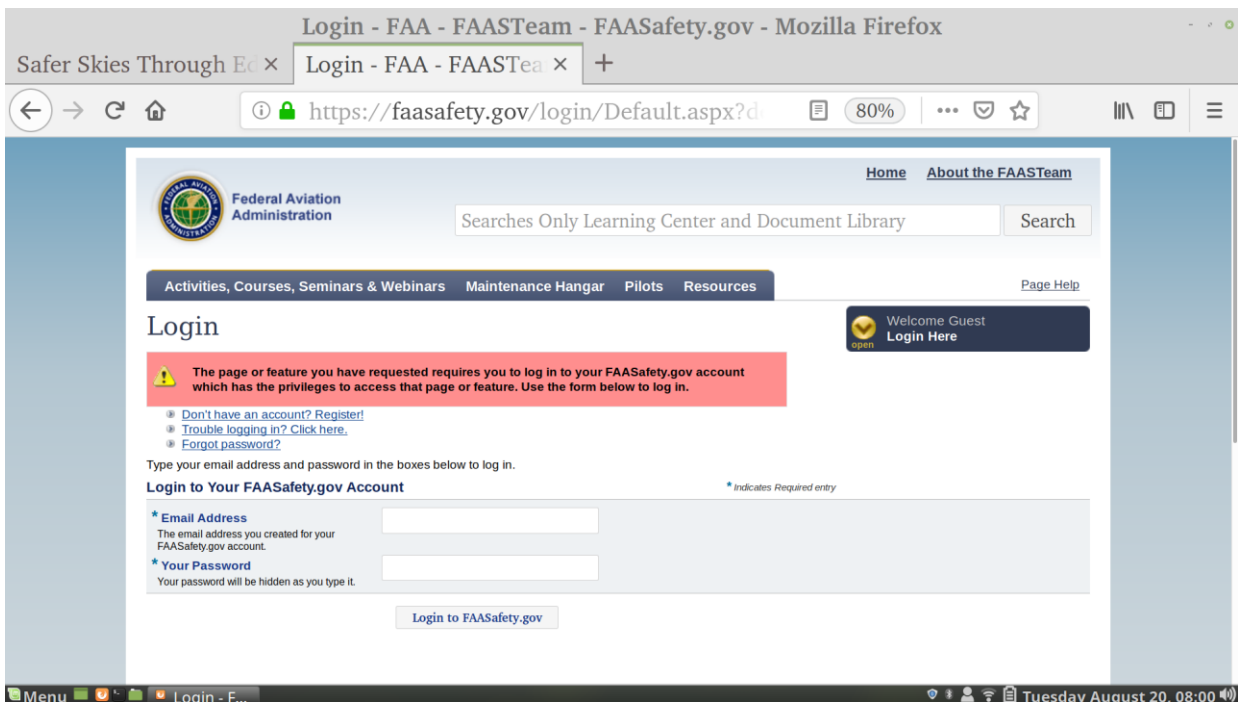 Login - FAA - FAASTeam - FAASafety.gov - Mozilla Firefox
Safer Skies Through Ed × Login - FAA - FAASTea × +
https://faasafety.gov/login/Default.aspx?d 80%
FEDERAL AVIATION ADMINISTRATION
Home About the FAASTeam
Federal Aviation
Administration
Searches Only Learning Center and Document Library Search
Activities, Courses, Seminars & Webinars Maintenance Hangar Pilots Resources Page Help
Login
Welcome Guest
open Login Here
The page or feature you have requested requires you to log in to your FAASafety.gov account
which has the privileges to access that page or feature. Use the form below to log in.
Don't have an account? Register!
Trouble logging in? Click here.
Forgot password?
Type your email address and password in the boxes below to log in.
Login to Your FAASafety.gov Account * Indicates Required entry
* Email Address
The email address you created for your
FAASafety.gov account.
* Your Password
Your password will be hidden as you type it.
Login to FAASafety.gov
Menu Login - F... Tuesday August 20, 08:00